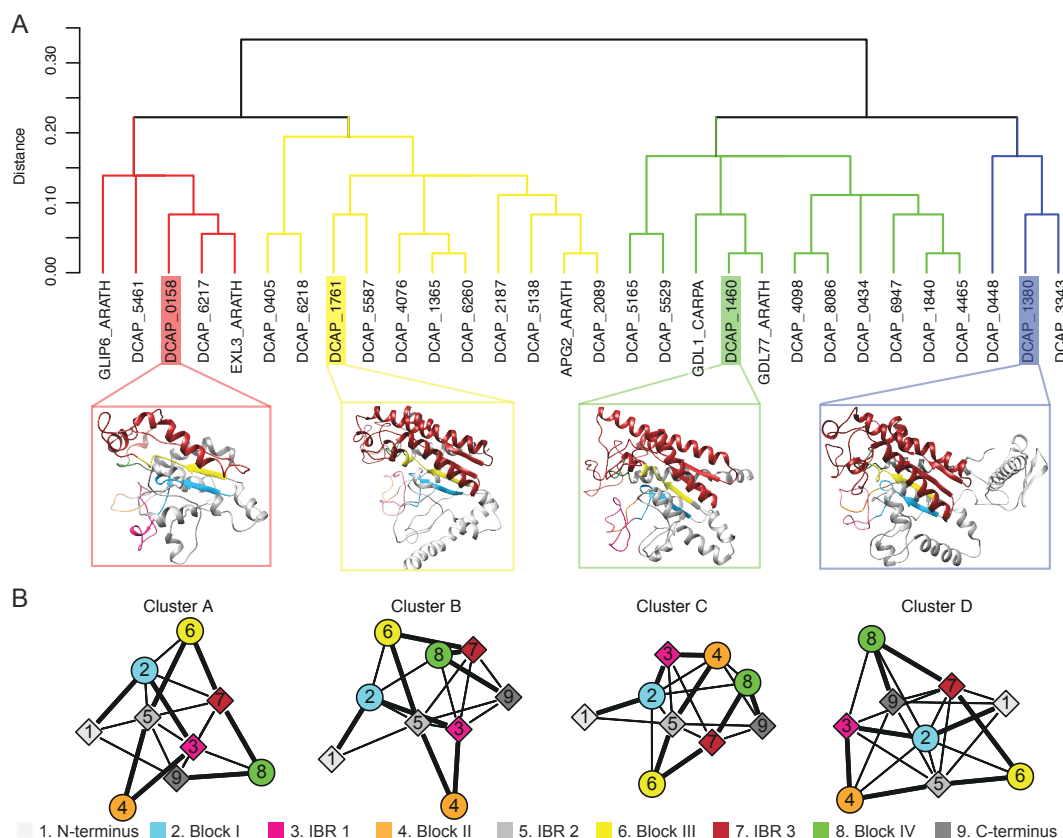 A
Distance
0.00
0.10
0.20
0.30
GLIP6_ARATH
DCAP_5461
DCAP_0158
DCAP_6217
EXL3_ARATH
DCAP_0405
DCAP_6218
DCAP_1761
DCAP_5587
DCAP_4076
DCAP_1365
DCAP_6260
DCAP_2187
DCAP_5138
APG2_ARATH
DCAP_2089
DCAP_5165
DCAP_5529
GDL1_CARPA
DCAP_1460
GDL77_ARATH
DCAP_4098
DCAP_8086
DCAP_0434
DCAP_6947
DCAP_1840
DCAP_4465
DCAP_0448
DCAP_1380
DCAP_3343
B
Cluster A
6
2
7
5
1
3
9
8
4
Cluster B
6
8
7
2
9
5
3
1
4
Cluster C
3
4
8
2
1
5
9
7
6
Cluster D
8
7
9
1
3
2
6
5
4
1. N-terminus 2. Block I 3. IBR 1 4. Block II 5. IBR 2 6. Block III 7. IBR 3 8. Block IV 9. C-terminus